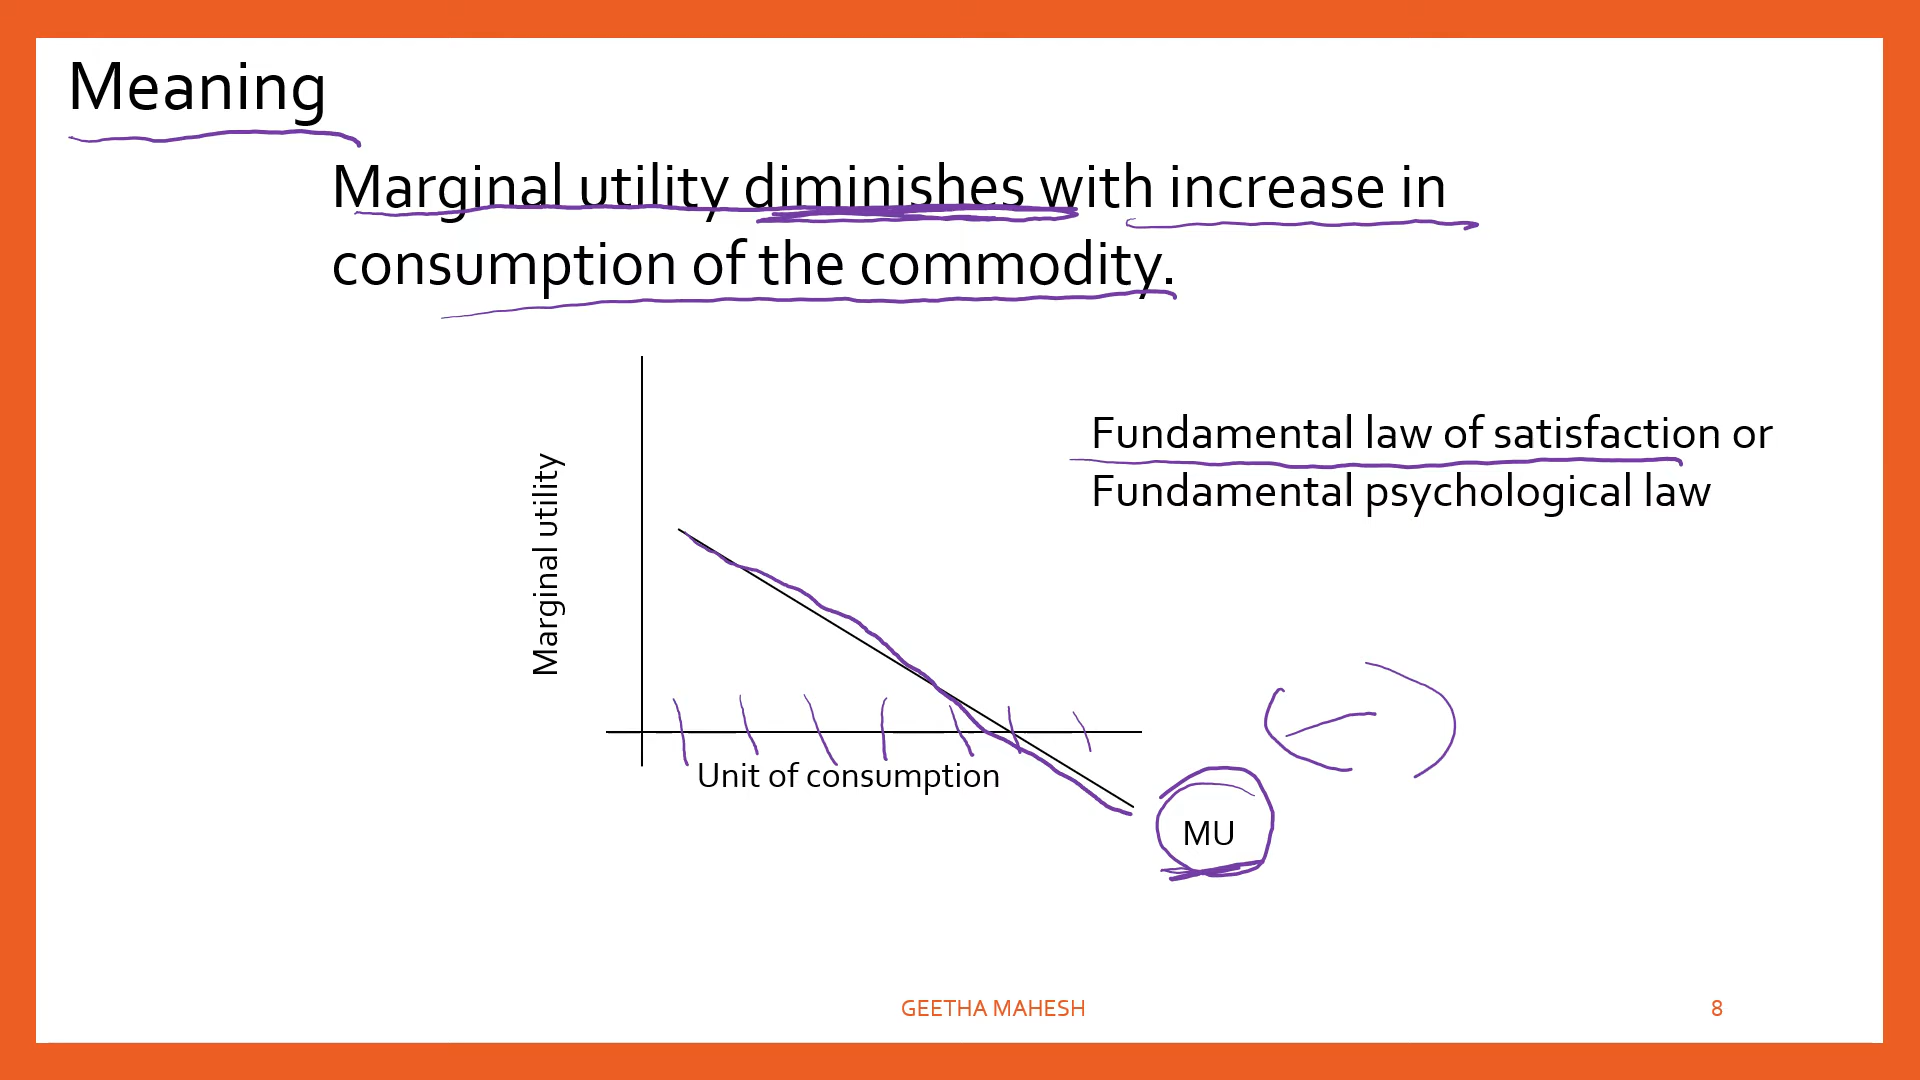 Meaning
Marginal utility diminishes with increase in
consumption of the commodity.
Fundamental law of satisfaction or
Fundamental psychological law
Marginal utility
Unit of consumption
MU
GEETHA MAHESH
8